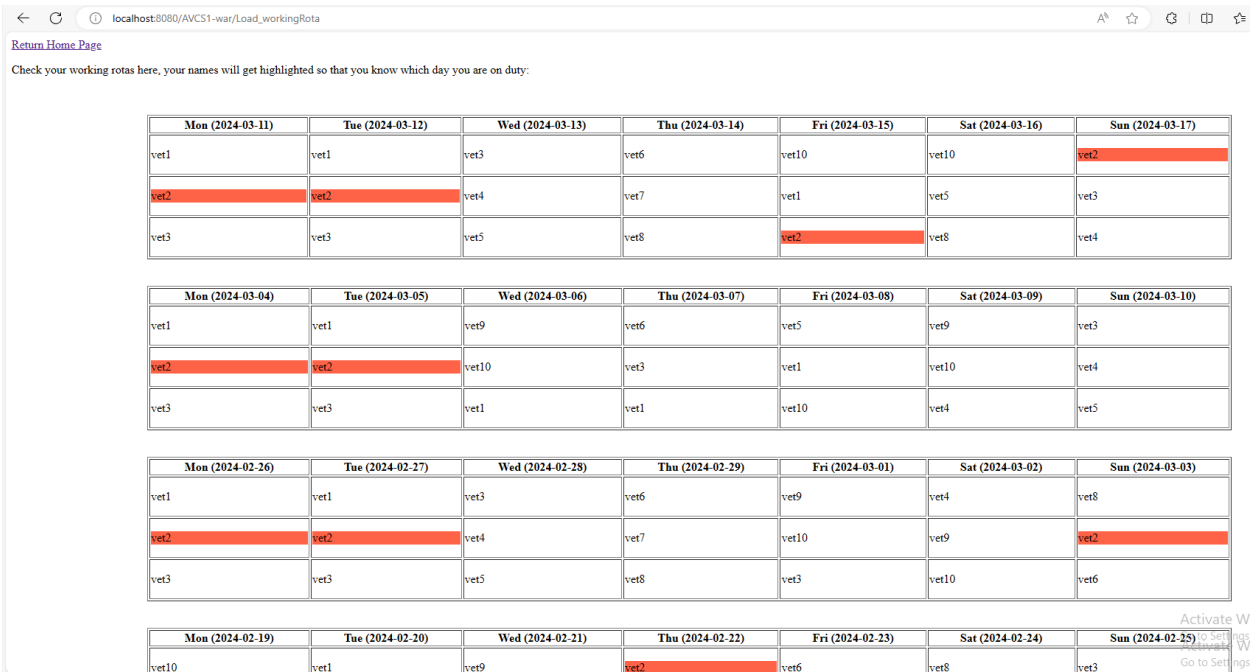 localhost:8080/AVCS1-war/Load_workingRota
Return Home Page
Check your working rotas here, your names will get highlighted so that you know which day you are on duty:
Mon (2024-03-11) Tue (2024-03-12) Wed (2024-03-13) Thu (2024-03-14) Fri (2024-03-15) Sat (2024-03-16) Sun (2024-03-17)
vet1 vet1 vet3 vet6 vet10 vet10 vet2
vet2 vet2 vet4 vet7 vet1 vet5 vet3
vet3 vet3 vet5 vet8 vet2 vet8 vet4
Mon (2024-03-04) Tue (2024-03-05) Wed (2024-03-06) Thu (2024-03-07) Fri (2024-03-08) Sat (2024-03-09) Sun (2024-03-10)
vet1 vet1 vet9 vet6 vet5 vet9 vet3
vet2 vet2 vet10 vet3 vet1 vet10 vet4
vet3 vet3 vet1 vet1 vet10 vet4 vet5
Mon (2024-02-26) Tue (2024-02-27) Wed (2024-02-28) Thu (2024-02-29) Fri (2024-03-01) Sat (2024-03-02) Sun (2024-03-03)
vet1 vet1 vet3 vet6 vet9 vet4 vet8
vet2 vet2 vet4 vet7 vet10 vet9 vet2
vet3 vet3 vet5 vet8 vet3 vet10 vet6
Activate W
Mon (2024-02-19) Tue (2024-02-20) Wed (2024-02-21) Thu (2024-02-22) Fri (2024-02-23) Sat (2024-02-24) Sun (2024-02-25)
Go to Settings
Activate W
vet10 vet1 vet9 vet2 vet6 vet8 vet3
Go to Settings